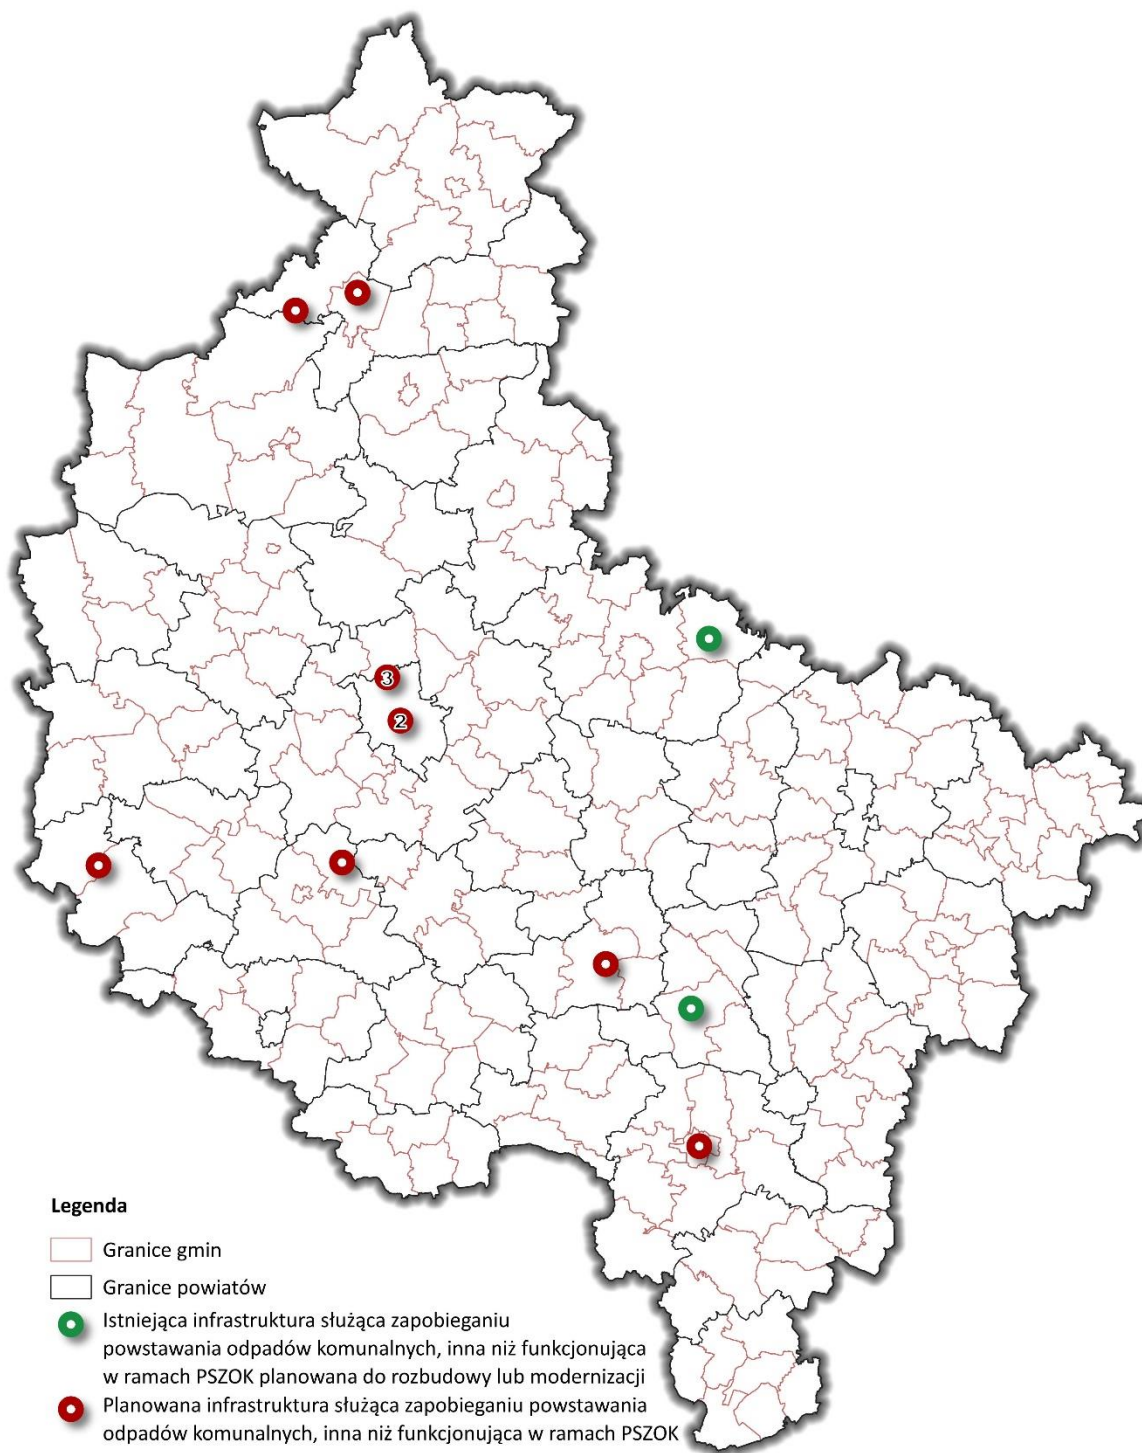 3
2
Legenda
Granice gmin
Granice powiatów
Istniejąca infrastruktura służąca zapobieganiu
powstawania odpadów komunalnych, inna niż funkcjonująca
w ramach PSZOK planowana do rozbudowy lub modernizacji
Planowana infrastruktura służąca zapobieganiu powstawania
odpadów komunalnych, inna niż funkcjonująca w ramach PSZOK